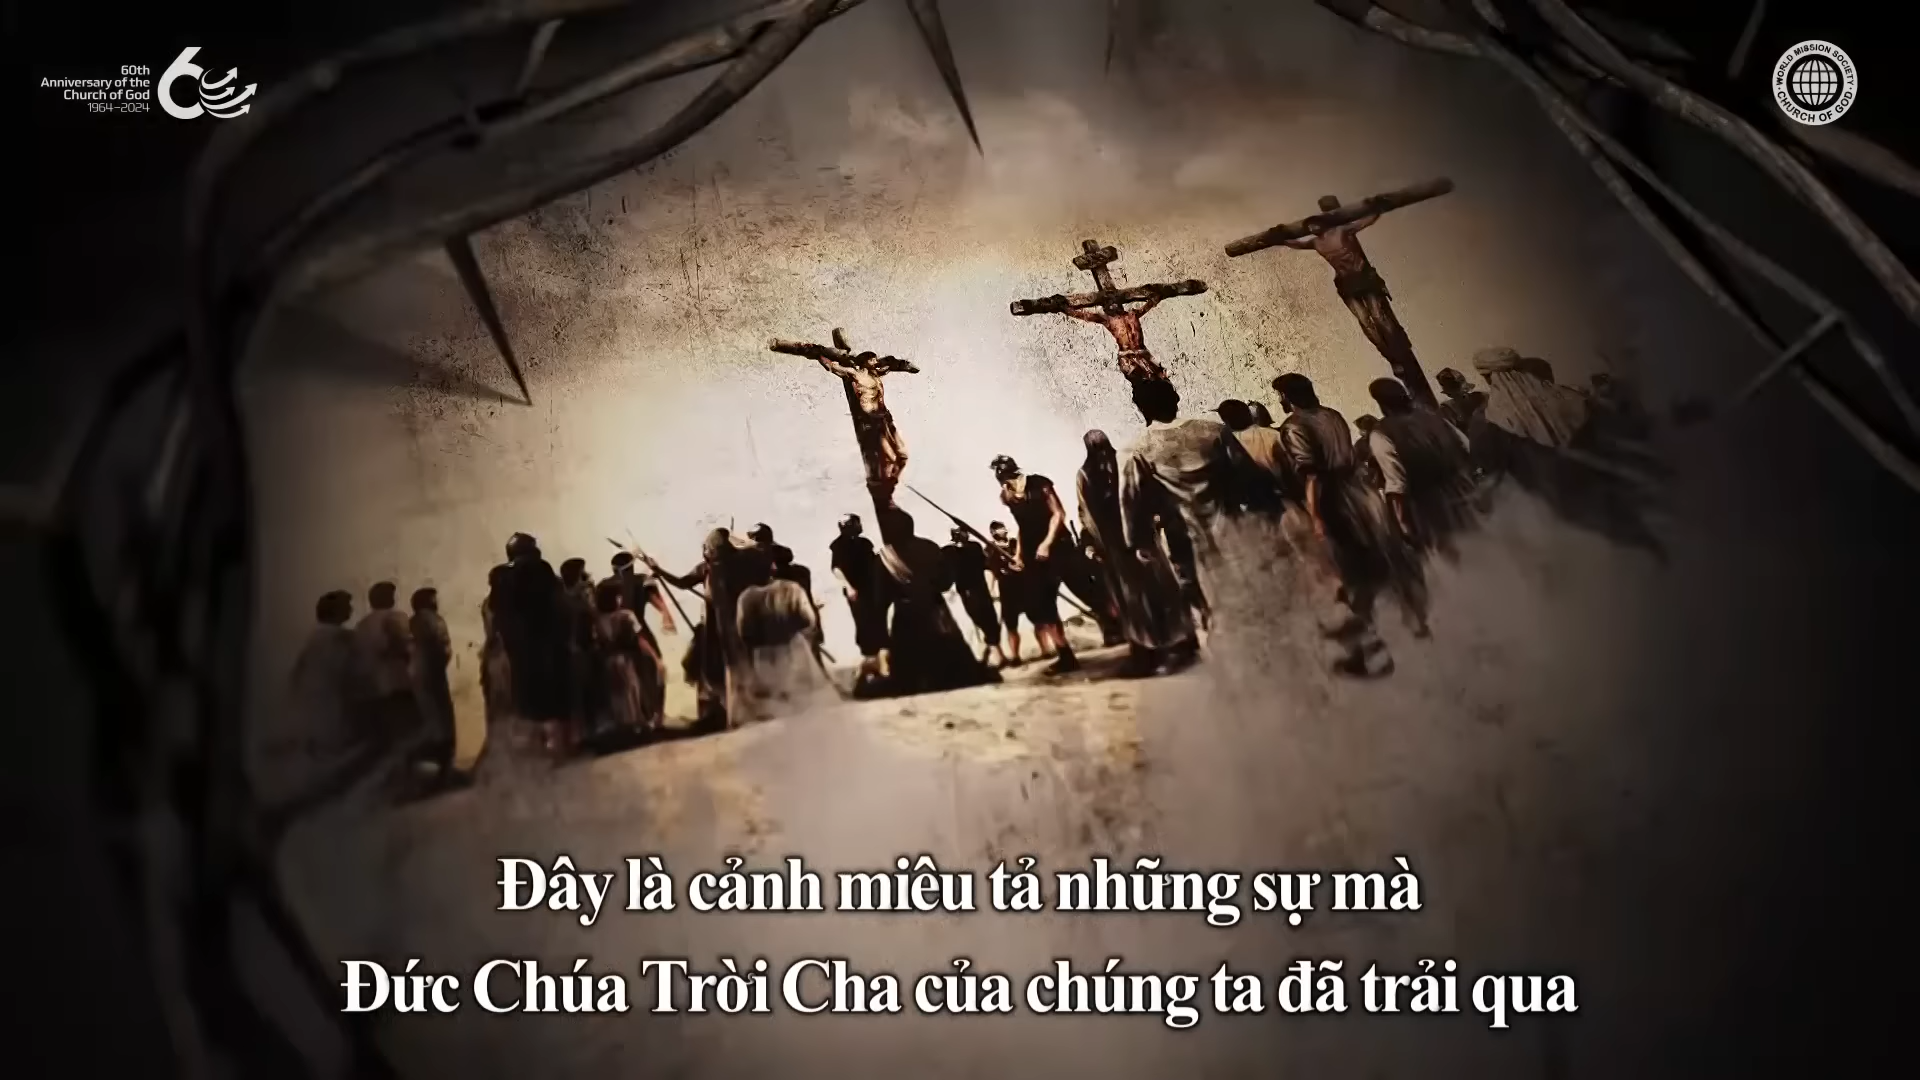 60th
Anniversary of the
Church of God
1964–2024
WORLD MISSION SOCIETY
CHURCH OF GOD
Đây là cảnh miêu tả những sự mà
Đức Chúa Trời Cha của chúng ta đã trải qua